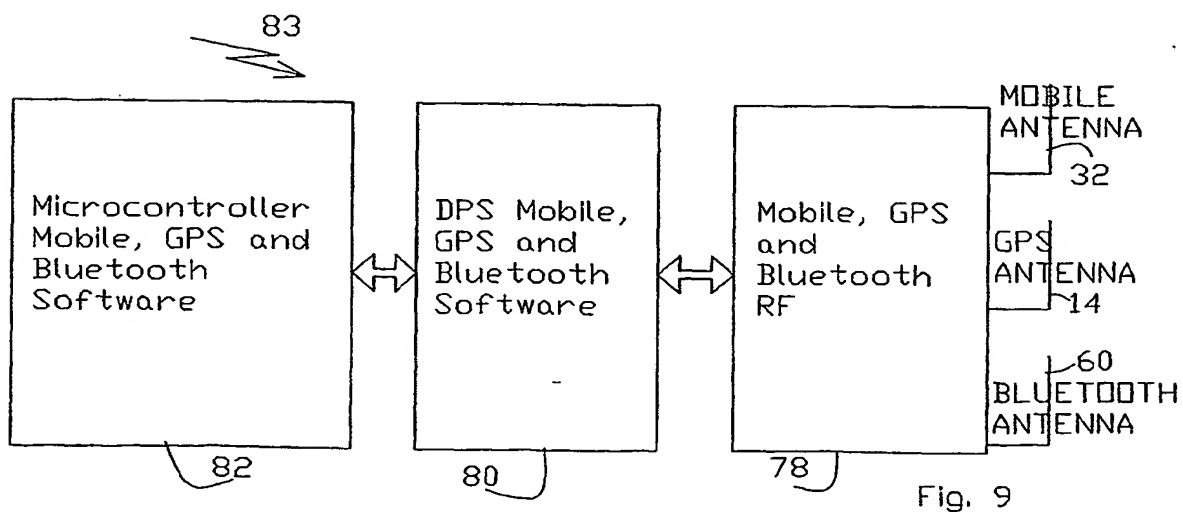 83
Microcontroller
Mobile, GPS and
Bluetooth
Software
DPS Mobile,
GPS and
Bluetooth
Software
Mobile, GPS
and
Bluetooth
RF
MOBILE
ANTENNA
32
GPS
ANTENNA
14
60
BLUETOOTH
ANTENNA
82
80
78
Fig. 9